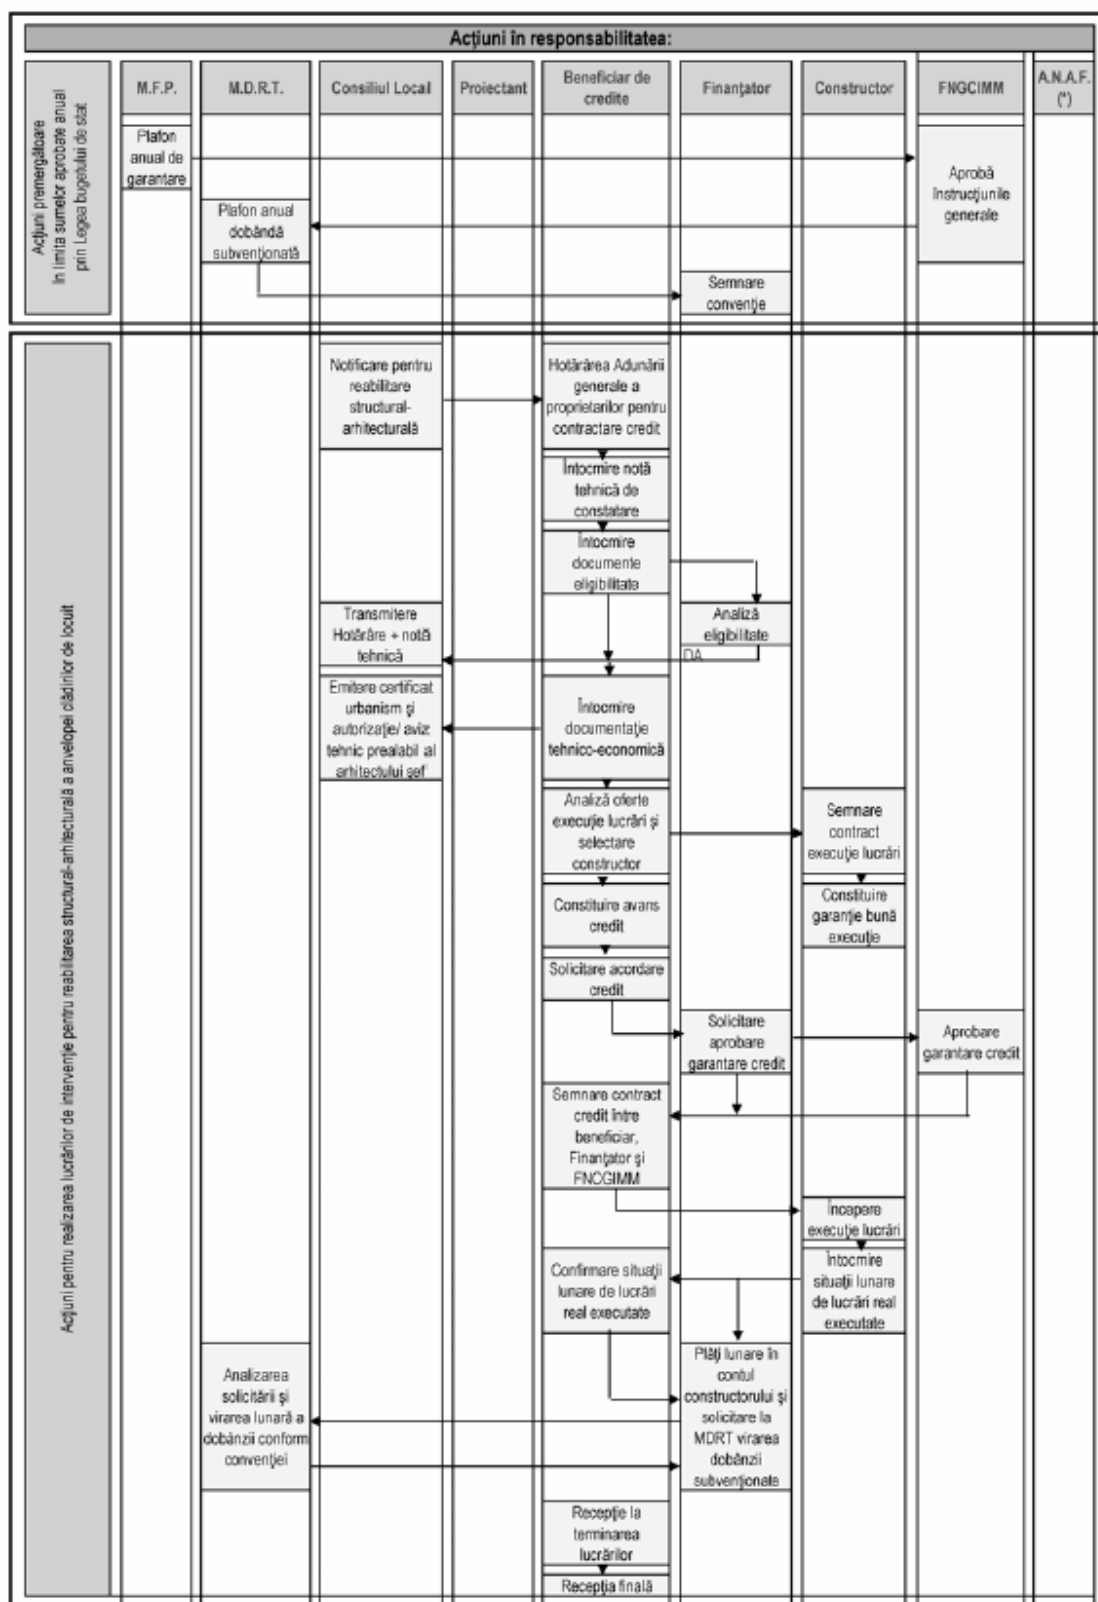 Acțiuni în responsabilitatea:
M.F.P.
M.D.R.T.
Consiliul Local
Proiectant
Beneficiar de
credite
Finanțator
Constructor
FNGCIMM
A.N.A.F.
(*)
Acțiuni premergătoare
In limita sumelor aprobate anual
prin Legea bugetului de stat
Plafon
anual de
garantare
Aprobă
Instrucțiunile
generale
Plafon anual
dobândă
subvenționată
Semnare
convenție
Acțiuni pentru realizarea lucrărilor de intervenție pentru reabilitarea structural-arhitecturală a anvelopei clădirilor de locuit
Notificare pentru
reabilitare
structural-
arhitecturală
Hotărârea Adunării
generale a
proprietarilor pentru
contractare credit
Întocmire notă
tehnică de
constatare
Întocmire
documente
eligibilitate
Transmitere
Hotărâre + notă
tehnică
Analiză
eligibilitate
DA
Emitere certificat
urbanism și
autorizație/ aviz
tehnic prealabil al
arhitectului șef
Întocmire
documentație
tehnico-economică
Analiză oferte
execuție lucrări și
selectare
constructor
Semnare
contract
execuție lucrări
Constituire avans
credit
Constituire
garanție bună
execuție
Solicitare acordare
credit
Solicitare
aprobare
garantare credit
Aprobare
garantare credit
Semnare contract
credit între
beneficiar,
Finanțator și
FNCGIMM
Începere
execuție lucrări
Confirmare situații
lunare de lucrări
real executate
Întocmire
situații lunare
de lucrări real
executate
Analizarea
solicitării și
virarea lunară a
dobânzii conform
convenției
Plăți lunare în
contul
constructorului și
solicitare la
MDRT virarea
dobânzii
subvenționate
Recepție la
terminarea
lucrărilor
Recepția finală